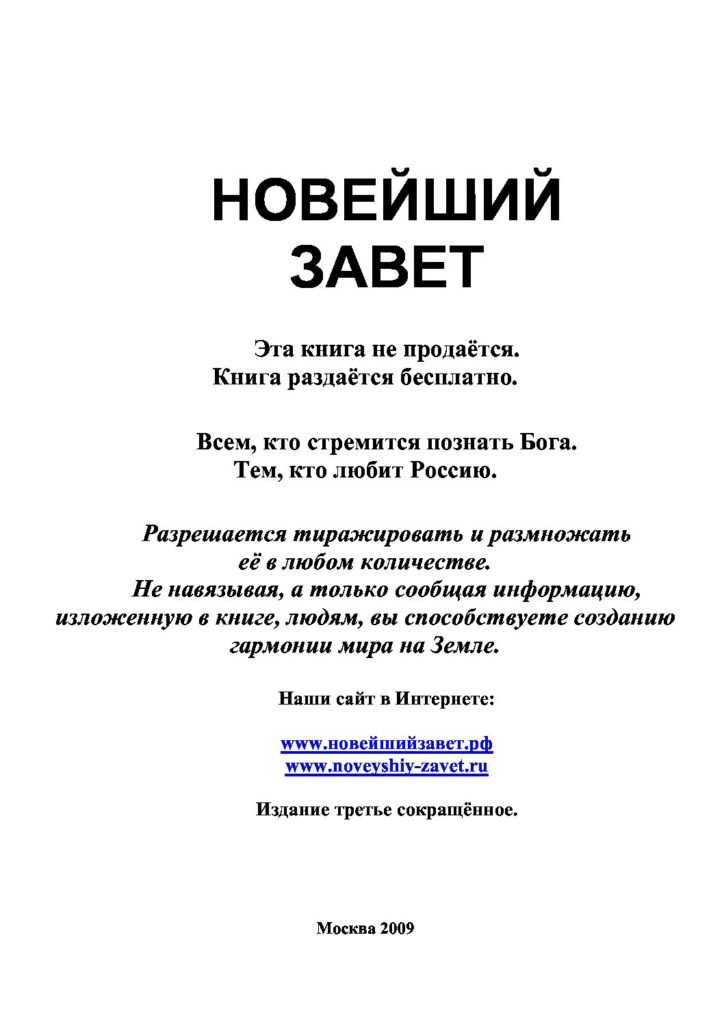 НОВЕЙШИЙ
ЗАВЕТ
Эта книга не продаётся.
Книга раздаётся бесплатно.
Всем, кто стремится познать Бога.
Тем, кто любит Россию.
Разрешается тиражировать и размножать
её в любом количестве.
Не навязывая, а только сообщая информацию,
изложенную в книге, людям, вы способствуете созданию
гармонии мира на Земле.
Наши сайт в Интернете:
www.новейшийзавет.рф
www.noveyshiy-zavet.ru
Издание третье сокращённое.
Москва 2009